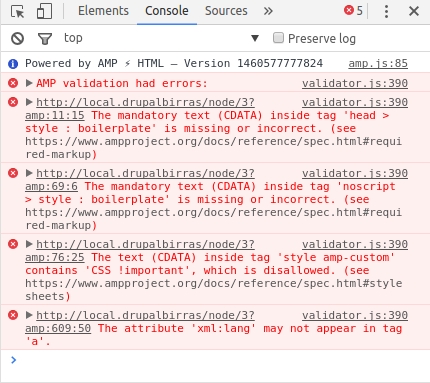 Elements Console Sources » 5
top Preserve log
Powered by AMP ⚡ HTML – Version 1460577777824 amp.js:85
AMP validation had errors: validator.js:390
http://local.drupalbirras/node/3? validator.js:390
amp:11:15 The mandatory text (CDATA) inside tag 'head >
style : boilerplate' is missing or incorrect. (see
https://www.ampproject.org/docs/reference/spec.html#requi
red-markup)
http://local.drupalbirras/node/3? validator.js:390
amp:69:6 The mandatory text (CDATA) inside tag 'noscript
> style : boilerplate' is missing or incorrect. (see
https://www.ampproject.org/docs/reference/spec.html#requi
red-markup)
http://local.drupalbirras/node/3? validator.js:390
amp:76:25 The text (CDATA) inside tag 'style amp-custom'
contains 'CSS !important', which is disallowed. (see
https://www.ampproject.org/docs/reference/spec.html#style
sheets)
http://local.drupalbirras/node/3? validator.js:390
amp:609:50 The attribute 'xml:lang' may not appear in tag
'a'.